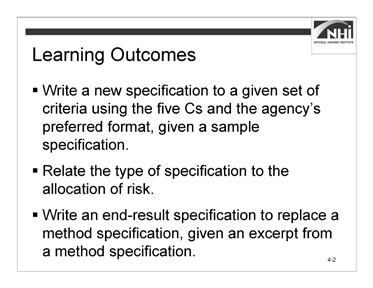 NHI
NATIONAL HIGHWAY INSTITUTE
Learning Outcomes
▪ Write a new specification to a given set of
criteria using the five Cs and the agency's
preferred format, given a sample
specification.
▪ Relate the type of specification to the
allocation of risk.
▪ Write an end-result specification to replace a
method specification, given an excerpt from
a method specification.
4-2